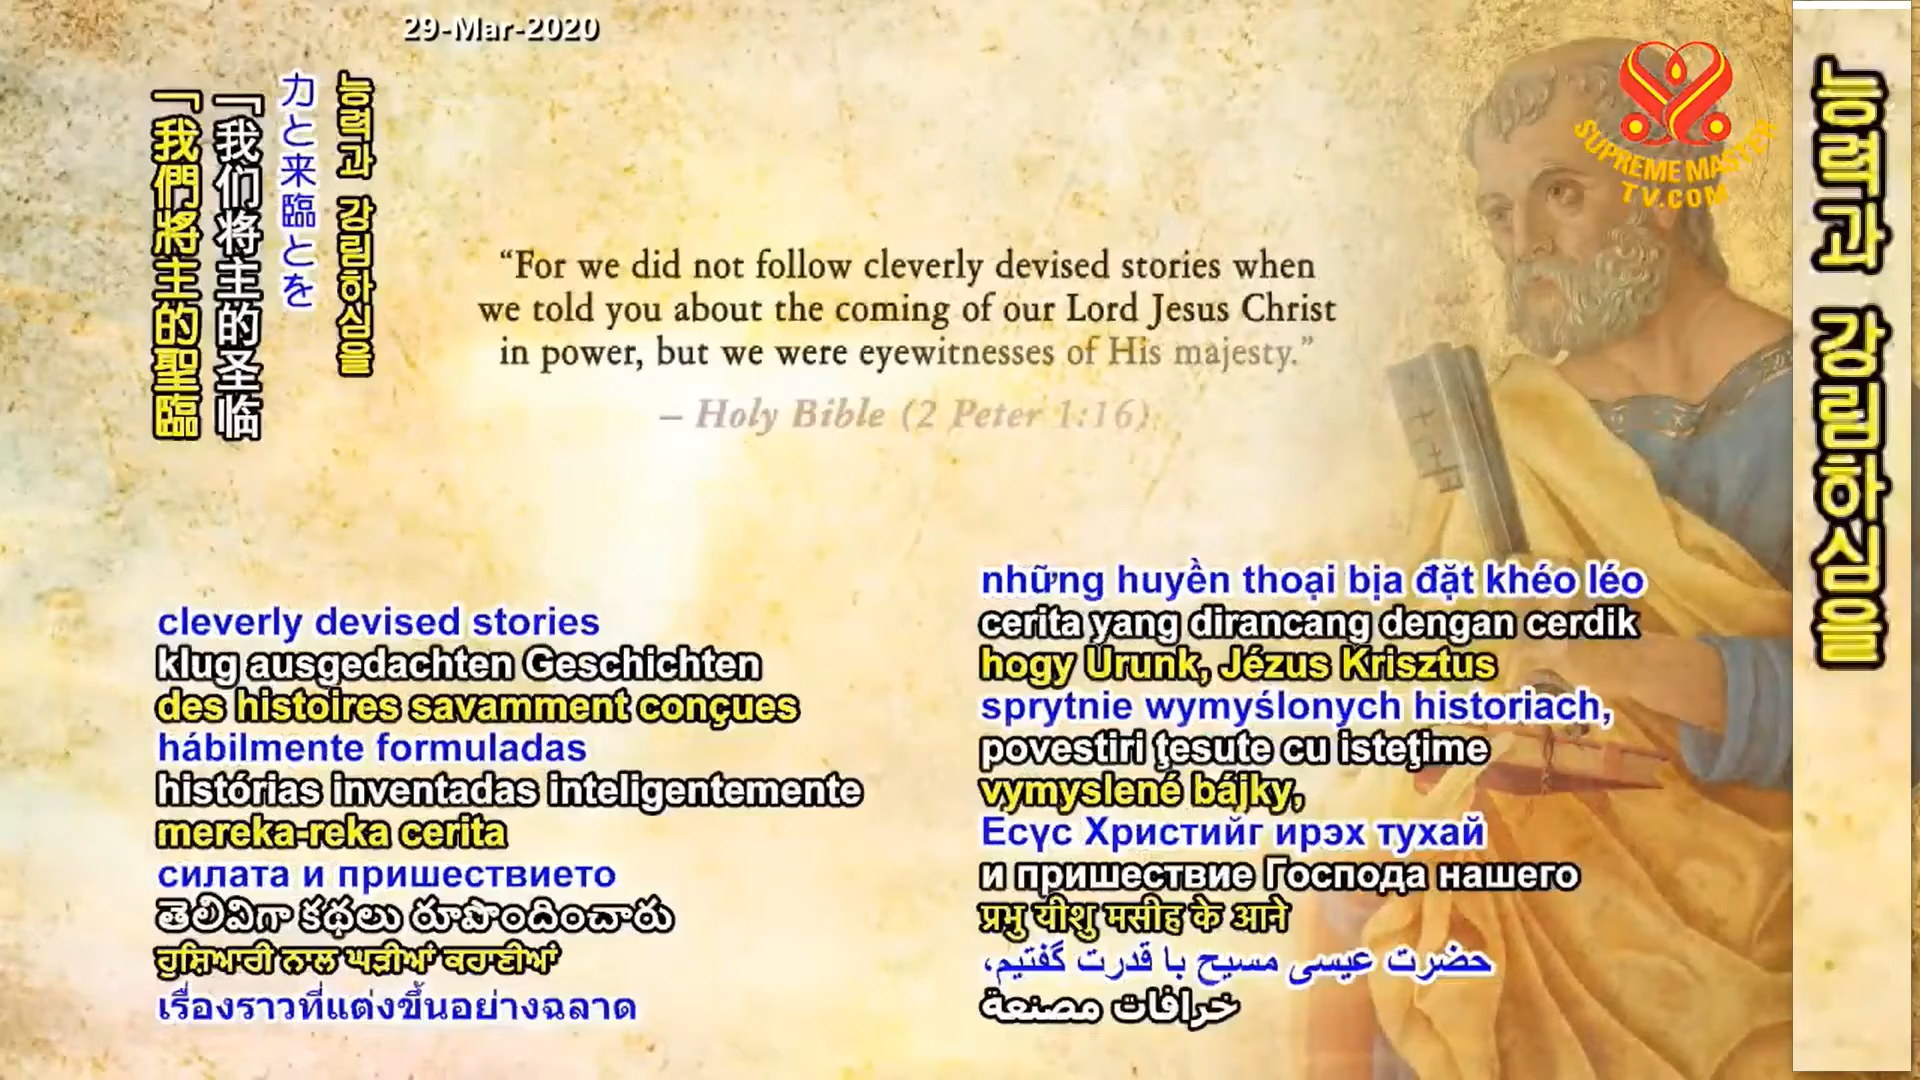 29-Mar-2020
SUPREME MASTER
TV.COM
능력과 강림하심을
능력과 강림하심을
力と来臨とを
「我们将主的圣临
「我們將主的聖臨
“For we did not follow cleverly devised stories when
we told you about the coming of our Lord Jesus Christ
in power, but we were eyewitnesses of His majesty.”
– Holy Bible (2 Peter 1:16)
cleverly devised stories
klug ausgedachten Geschichten
des histoires savamment conçues
hábilmente formuladas
histórias inventadas inteligentemente
mereka-reka cerita
силата и пришествието
తెలివిగా కథలు రూపొందించారు
ਹੁਸ਼ਿਆਰੀ ਨਾਲ ਘੜੀਆਂ ਕਹਾਣੀਆਂ
เรื่องราวที่แต่งขึ้นอย่างฉลาด
những huyền thoại bịa đặt khéo léo
cerita yang dirancang dengan cerdik
hogy Urunk, Jézus Krisztus
sprytnie wymyślonych historiach,
povestiri ţesute cu isteţime
vymyslené bájky,
Есүс Христийг ирэх тухай
и пришествие Господа нашего
प्रभु यीशु मसीह के आने
حضرت عیسی مسیح با قدرت گفتیم،
خرافات مصنعة